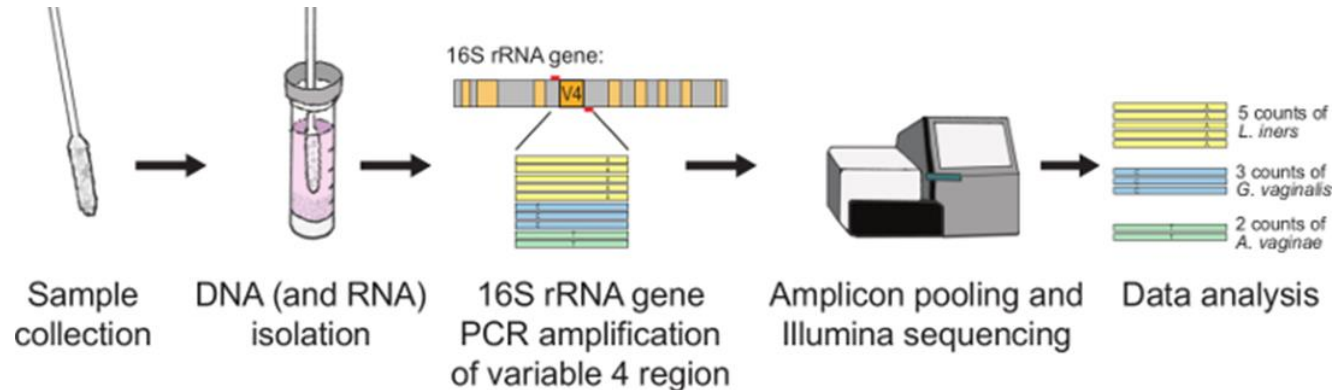 16S rRNA gene:
V4
5 counts of
L. iners
3 counts of
G. vaginalis
2 counts of
A. vaginae
Sample
collection
DNA (and RNA)
isolation
16S rRNA gene
PCR amplification
of variable 4 region
Amplicon pooling and
Illumina sequencing
Data analysis